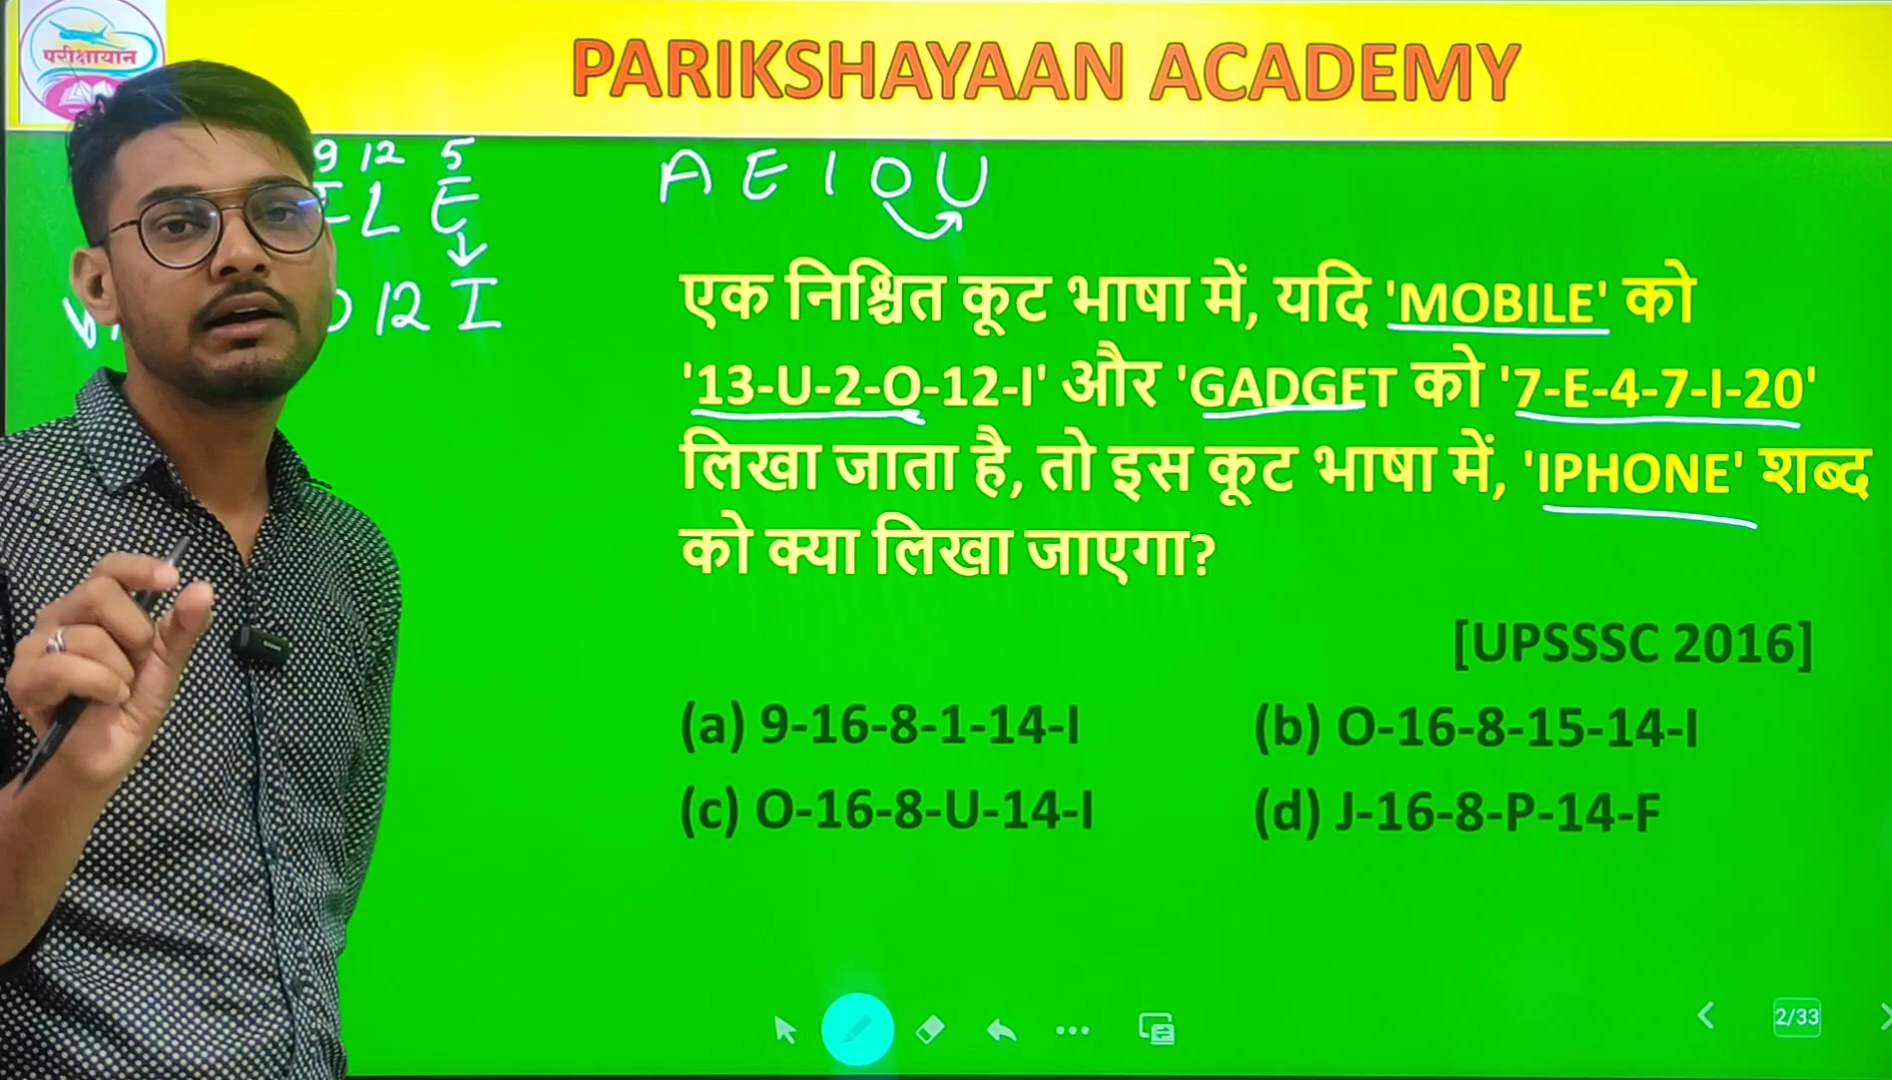 परीक्षायान
PARIKSHAYAAN ACADEMY
9 12 5
L E
12 I
A E I O U
एक निश्चित कूट भाषा में, यदि 'MOBILE' को
'13-U-2-O-12-I' और 'GADGET को '7-E-4-7-I-20'
लिखा जाता है, तो इस कूट भाषा में, 'IPHONE' शब्द
को क्या लिखा जाएगा?
[UPSSSC 2016]
(a) 9-16-8-1-14-I
(b) O-16-8-15-14-I
(c) O-16-8-U-14-I
(d) J-16-8-P-14-F
2/33